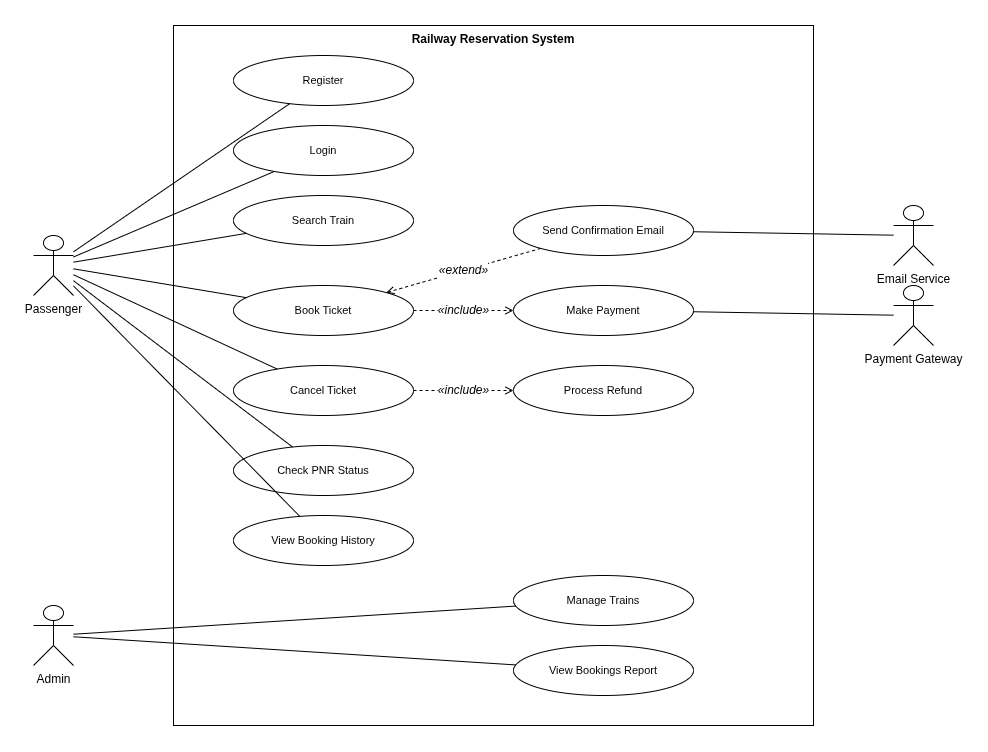 Railway Reservation System
Register
Login
Search Train
Send Confirmation Email
«extend»
Email Service
Passenger
Book Ticket
«include»
Make Payment
Payment Gateway
Cancel Ticket
«include»
Process Refund
Check PNR Status
View Booking History
Manage Trains
Admin
View Bookings Report